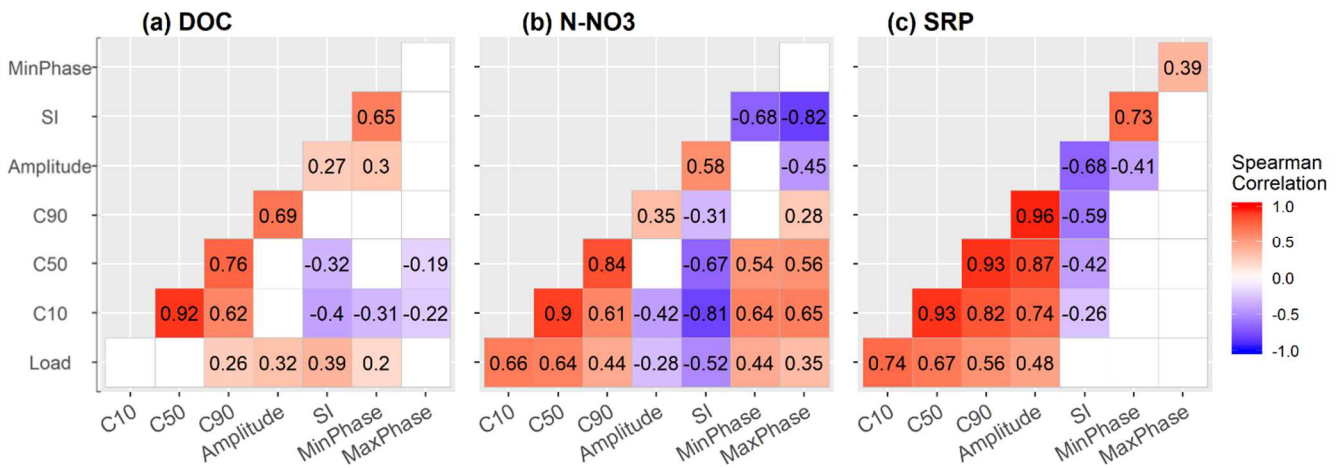 (a) DOC (b) N-NO3 (c) SRP
MinPhase 0.39
SI 0.65 -0.68 -0.82 0.73
Amplitude 0.27 0.3 0.58 -0.45 -0.68 -0.41
C90 0.69 0.35 -0.31 0.28 0.96 -0.59
C50 0.76 -0.32 -0.19 0.84 -0.67 0.54 0.56 0.93 0.87 -0.42
C10 0.92 0.62 -0.4 -0.31 -0.22 0.9 0.61 -0.42 -0.81 0.64 0.65 0.93 0.82 0.74 -0.26
Load 0.26 0.32 0.39 0.2 0.66 0.64 0.44 -0.28 -0.52 0.44 0.35 0.74 0.67 0.56 0.48
C10 C50 C90 Amplitude SI MinPhase MaxPhase C10 C50 C90 Amplitude SI MinPhase MaxPhase C10 C50 C90 Amplitude SI MinPhase MaxPhase
Spearman
Correlation
1.0
0.5
0.0
-0.5
-1.0